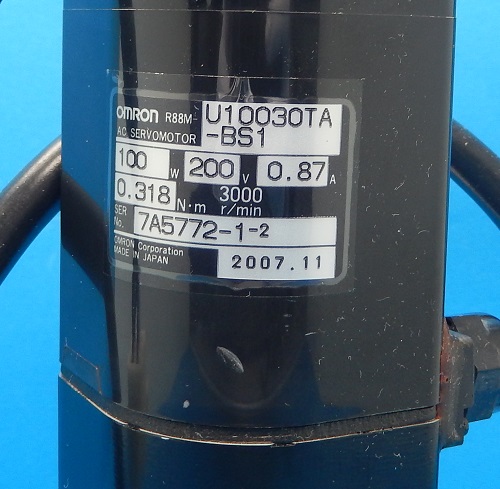 OMRON R88M-U10030TA
AC SERVOMOTOR -BS1
100 W 200 V 0.87 A
0.318 N·m 3000 r/min
SER No. 7A5772-1-2
OMRON Corporation
MADE IN JAPAN 2007.11